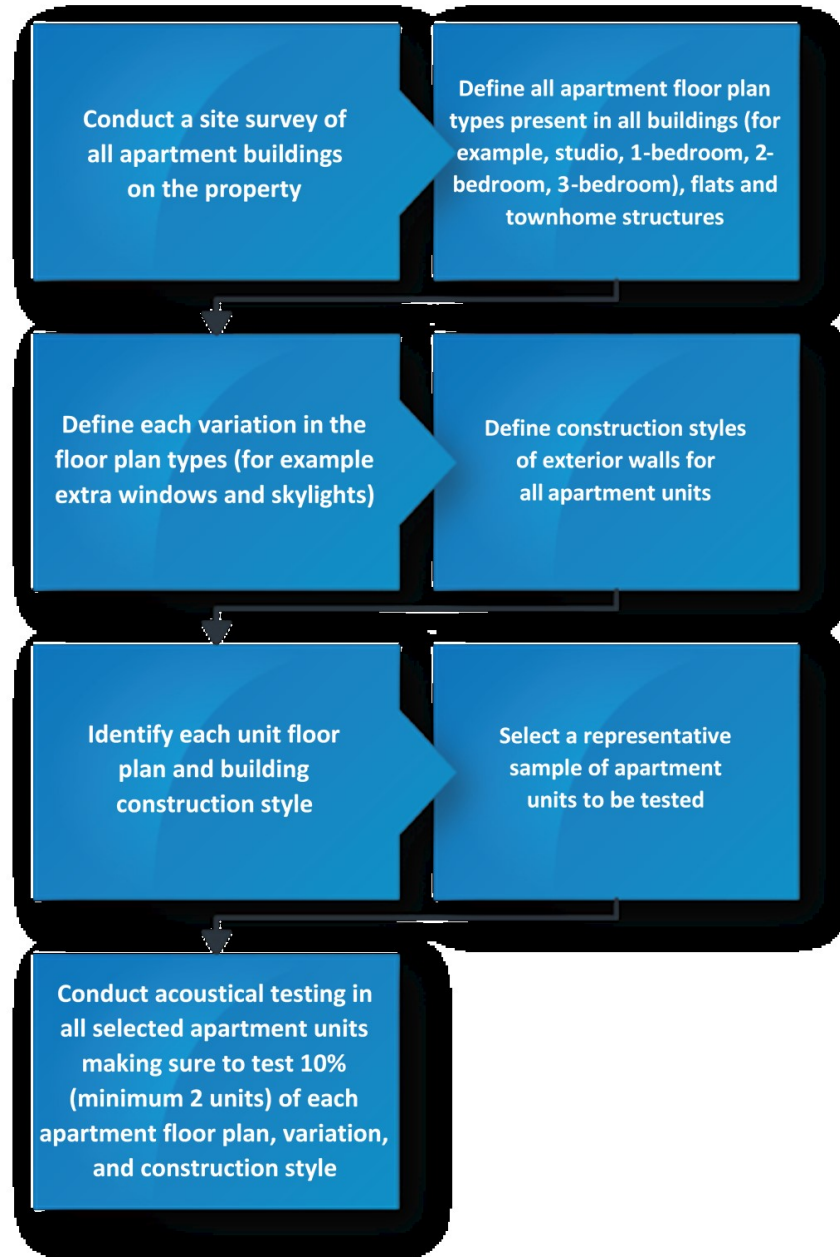 Conduct a site survey of
all apartment buildings
on the property
Define all apartment floor plan
types present in all buildings (for
example, studio, 1-bedroom, 2-
bedroom, 3-bedroom), flats and
townhome structures
Define each variation in the
floor plan types (for example
extra windows and skylights)
Define construction styles
of exterior walls for
all apartment units
Identify each unit floor
plan and building
construction style
Select a representative
sample of apartment
units to be tested
Conduct acoustical testing in
all selected apartment units
making sure to test 10%
(minimum 2 units) of each
apartment floor plan, variation,
and construction style